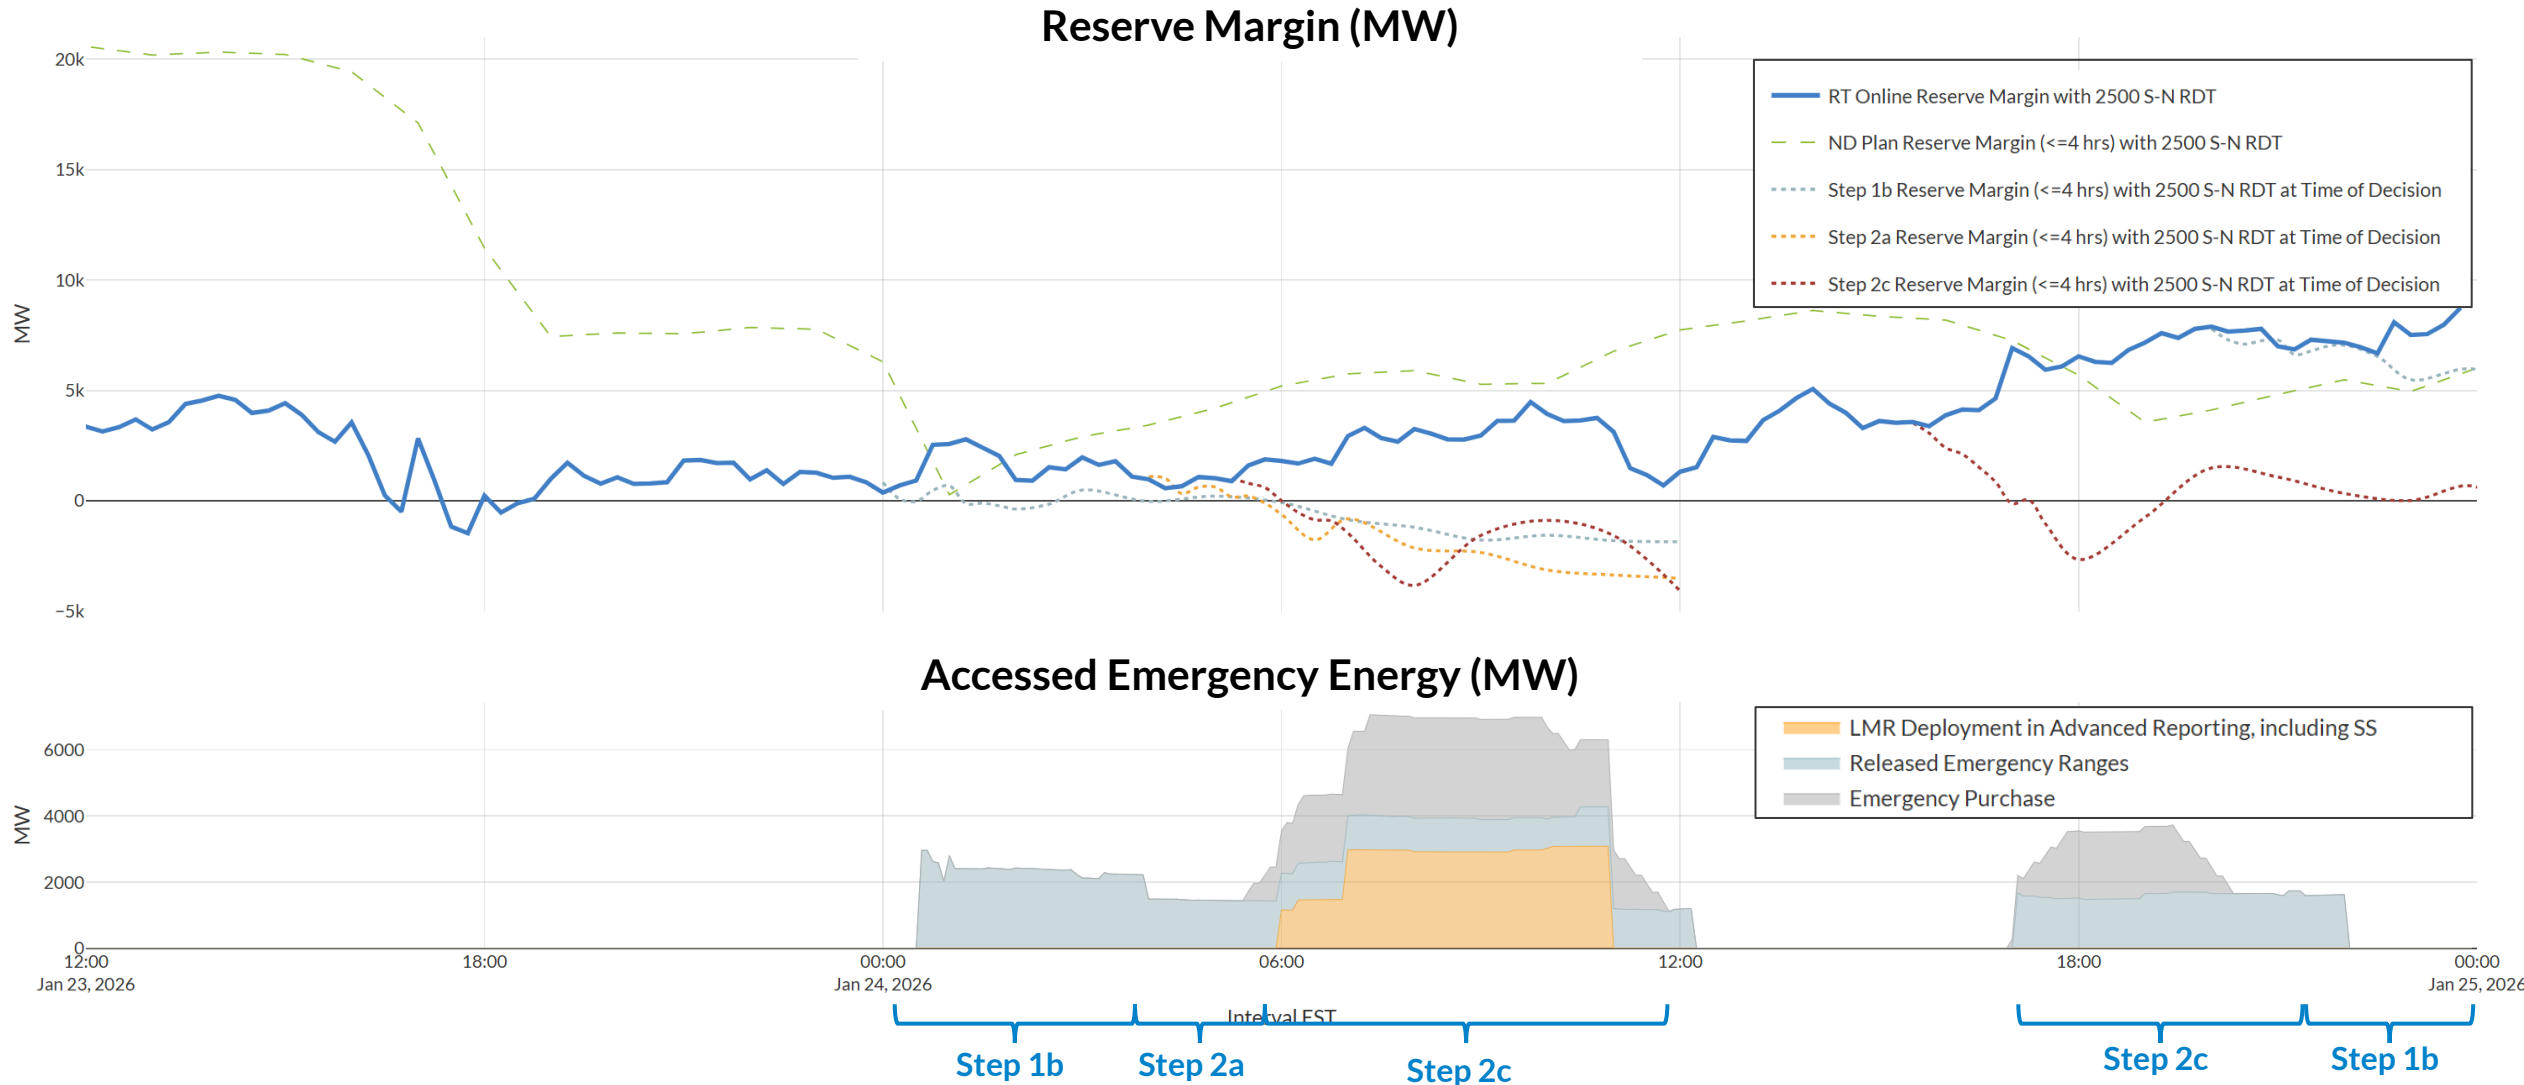 Reserve Margin (MW)
20k
15k
10k
5k
0
−5k
MW
RT Online Reserve Margin with 2500 S-N RDT
ND Plan Reserve Margin (<=4 hrs) with 2500 S-N RDT
Step 1b Reserve Margin (<=4 hrs) with 2500 S-N RDT at Time of Decision
Step 2a Reserve Margin (<=4 hrs) with 2500 S-N RDT at Time of Decision
Step 2c Reserve Margin (<=4 hrs) with 2500 S-N RDT at Time of Decision
Accessed Emergency Energy (MW)
6000
4000
2000
0
MW
LMR Deployment in Advanced Reporting, including SS
Released Emergency Ranges
Emergency Purchase
12:00 18:00 00:00 06:00 12:00 18:00 00:00
Jan 23, 2026 Jan 24, 2026 Jan 25, 2026
Interval EST
Step 1b Step 2a Step 2c Step 2c Step 1b